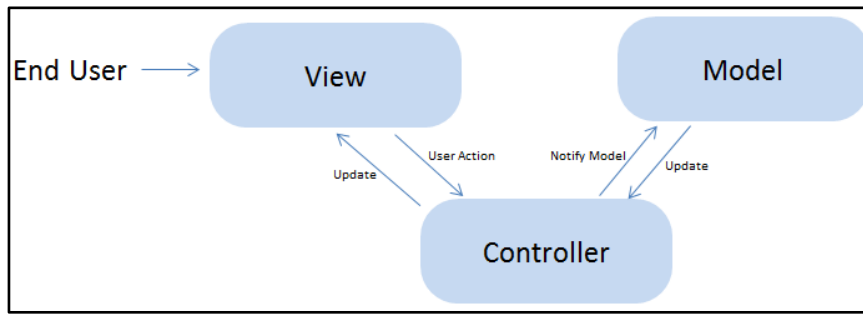 End User
View
Model
User Action
Notify Model
Update
Update
Controller